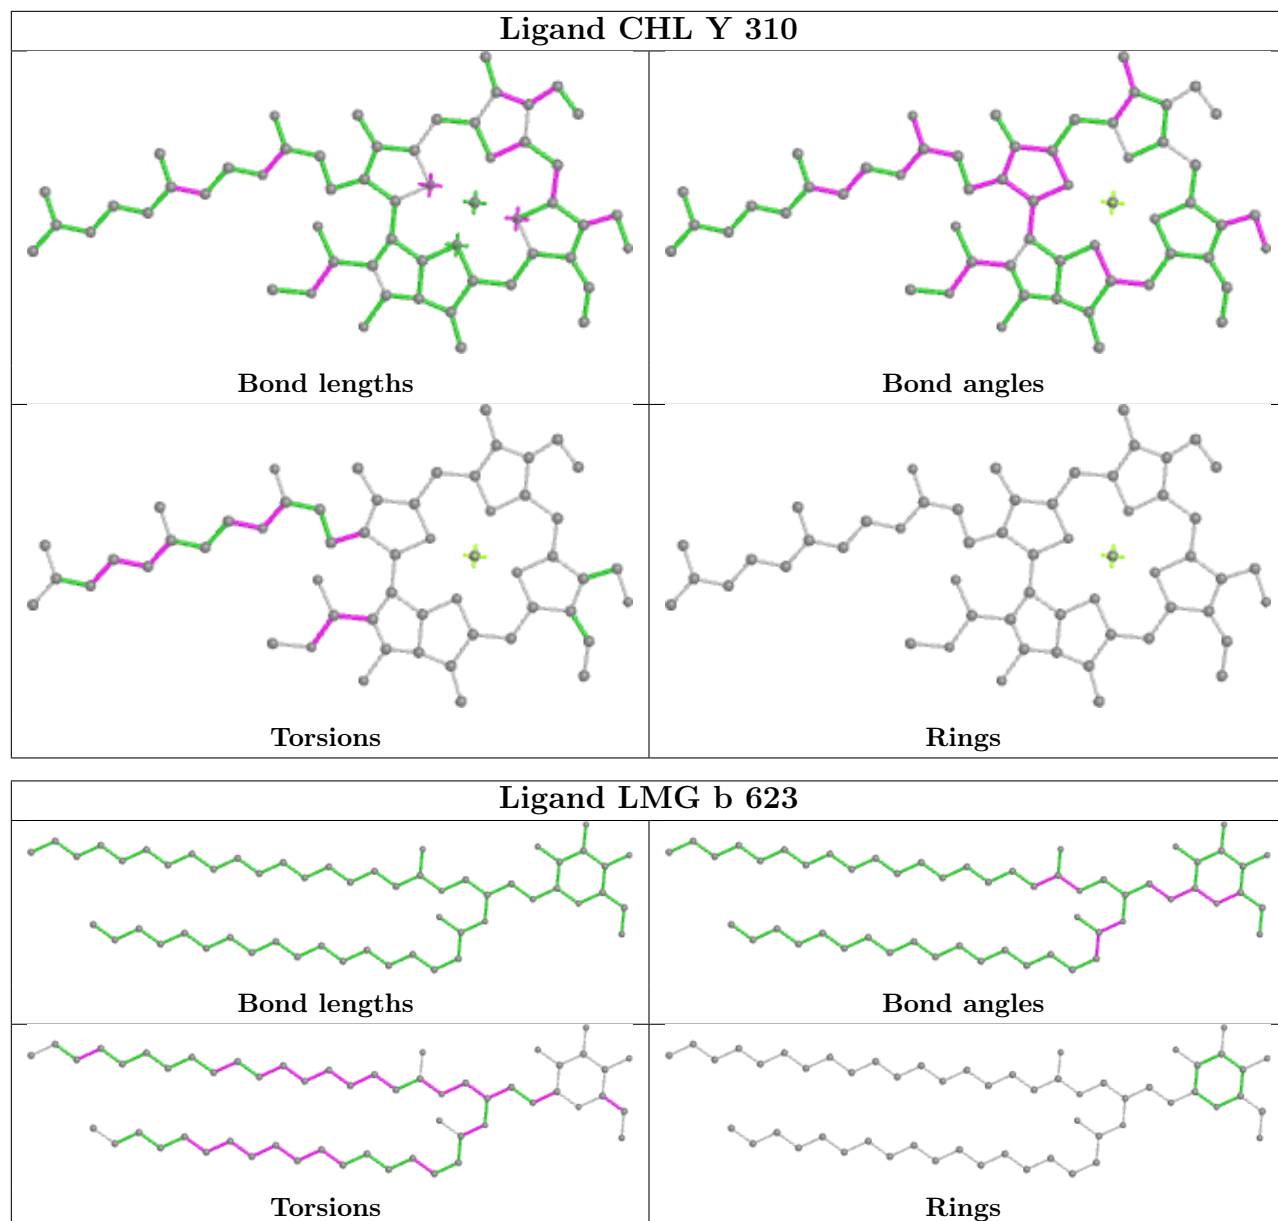 Ligand CHL Y 310
Bond lengths
Bond angles
Torsions
Rings
Ligand LMG b 623
Bond lengths
Bond angles
Torsions
Rings